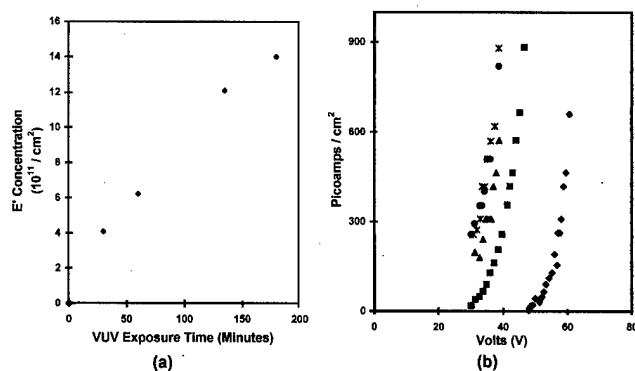 16
14
12
10
8
6
4
2
0
E' Concentration
(10¹¹ / cm²)
0 50 100 150 200
VUV Exposure Time (Minutes)
(a)
900
600
300
0
Picoamps / cm²
0 20 40 60 80
Volts (V)
(b)